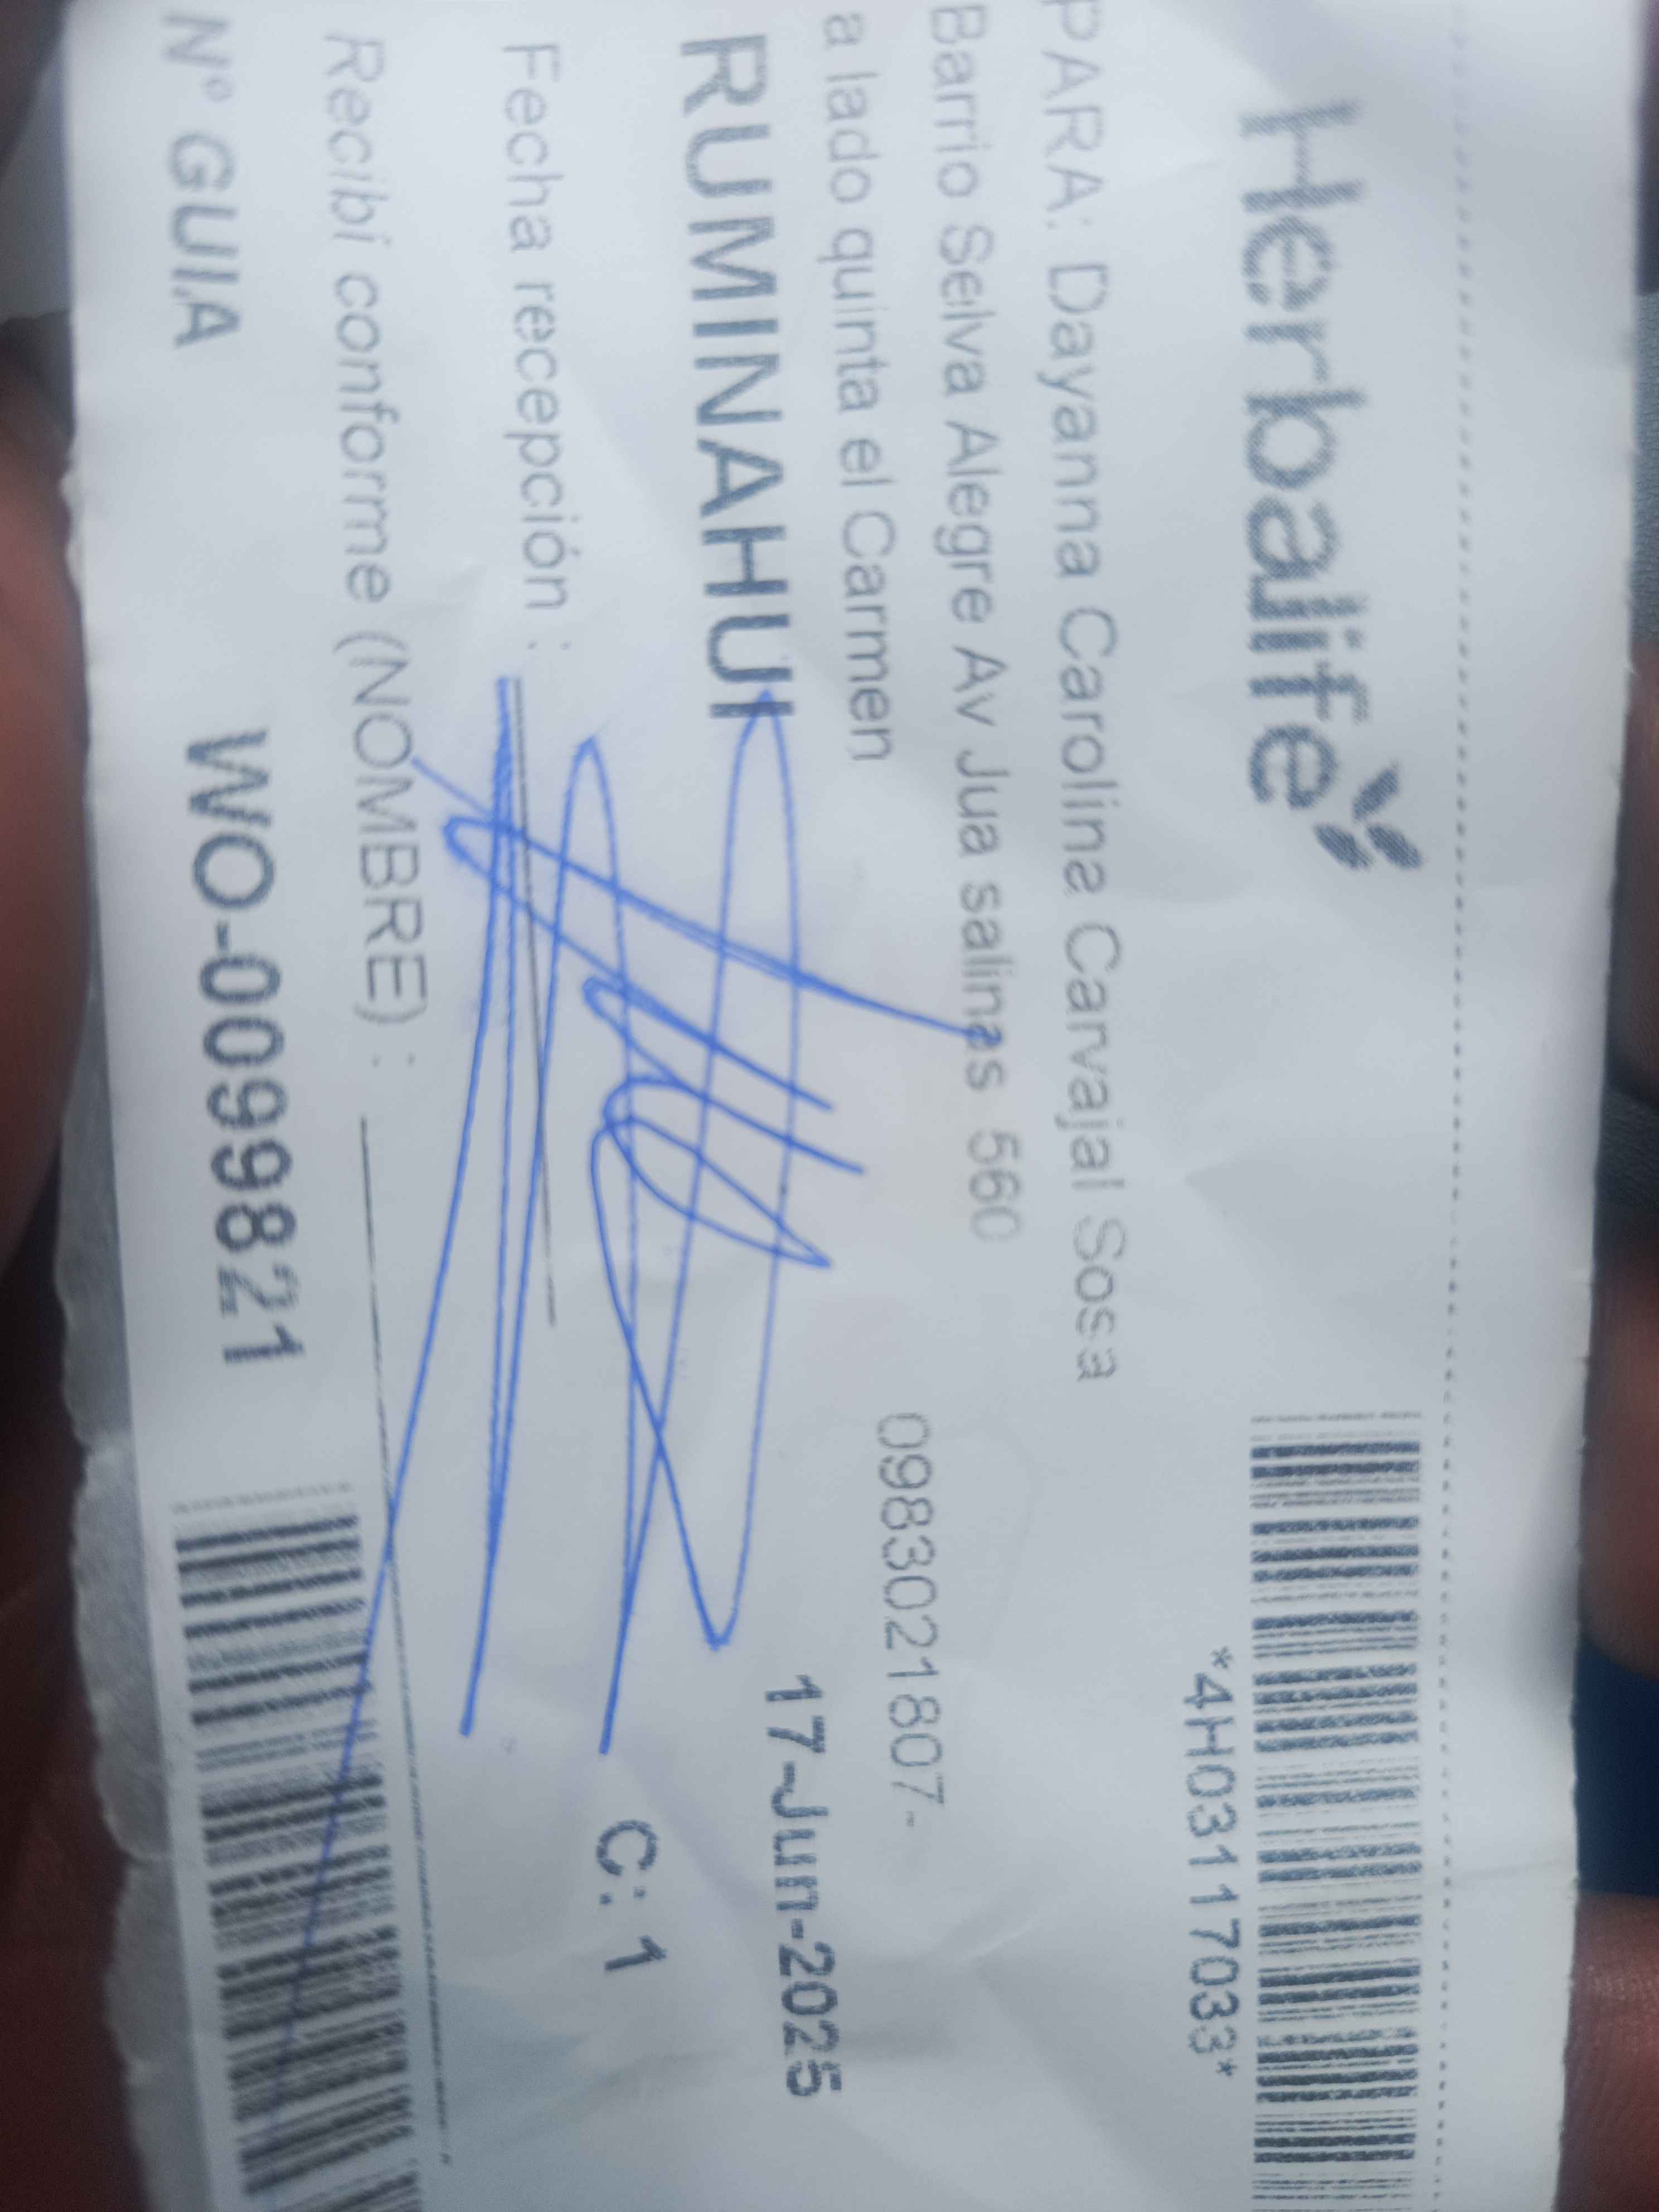 Herbalife
*4H03117033*
PARA: Dayanna Carolina Carvajal Sosa
Barrio Selva Alegre Av Jua salinas 560
a lado quinta el Carmen
0983021807-
RUMINAHUI
17-Jun-2025
Fecha recepción :
C: 1
Recibí conforme (NOMBRE) :
N° GUIA WO-0099821